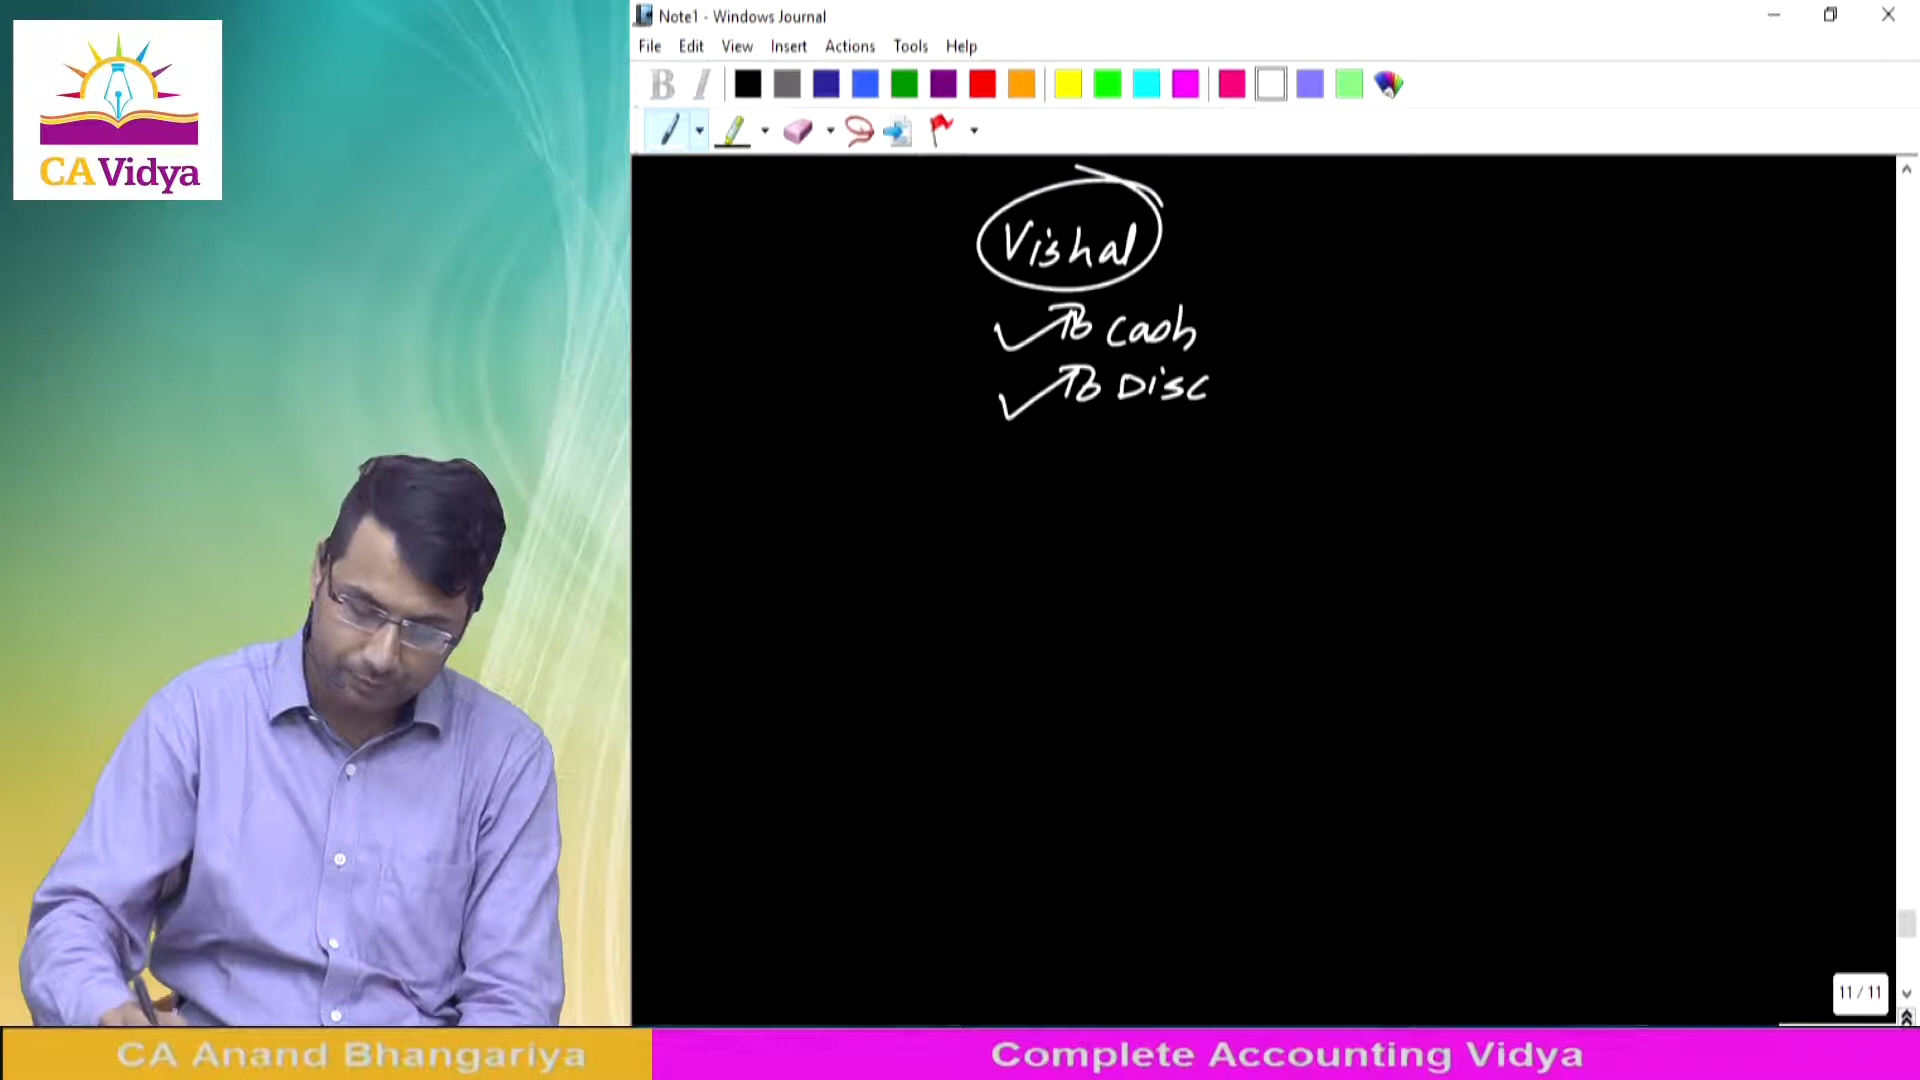 CA Vidya
Note1 - Windows Journal
File Edit View Insert Actions Tools Help
B I
Vishal
To Cash
To Disc
11 / 11
CA Anand Bhangariya
Complete Accounting Vidya